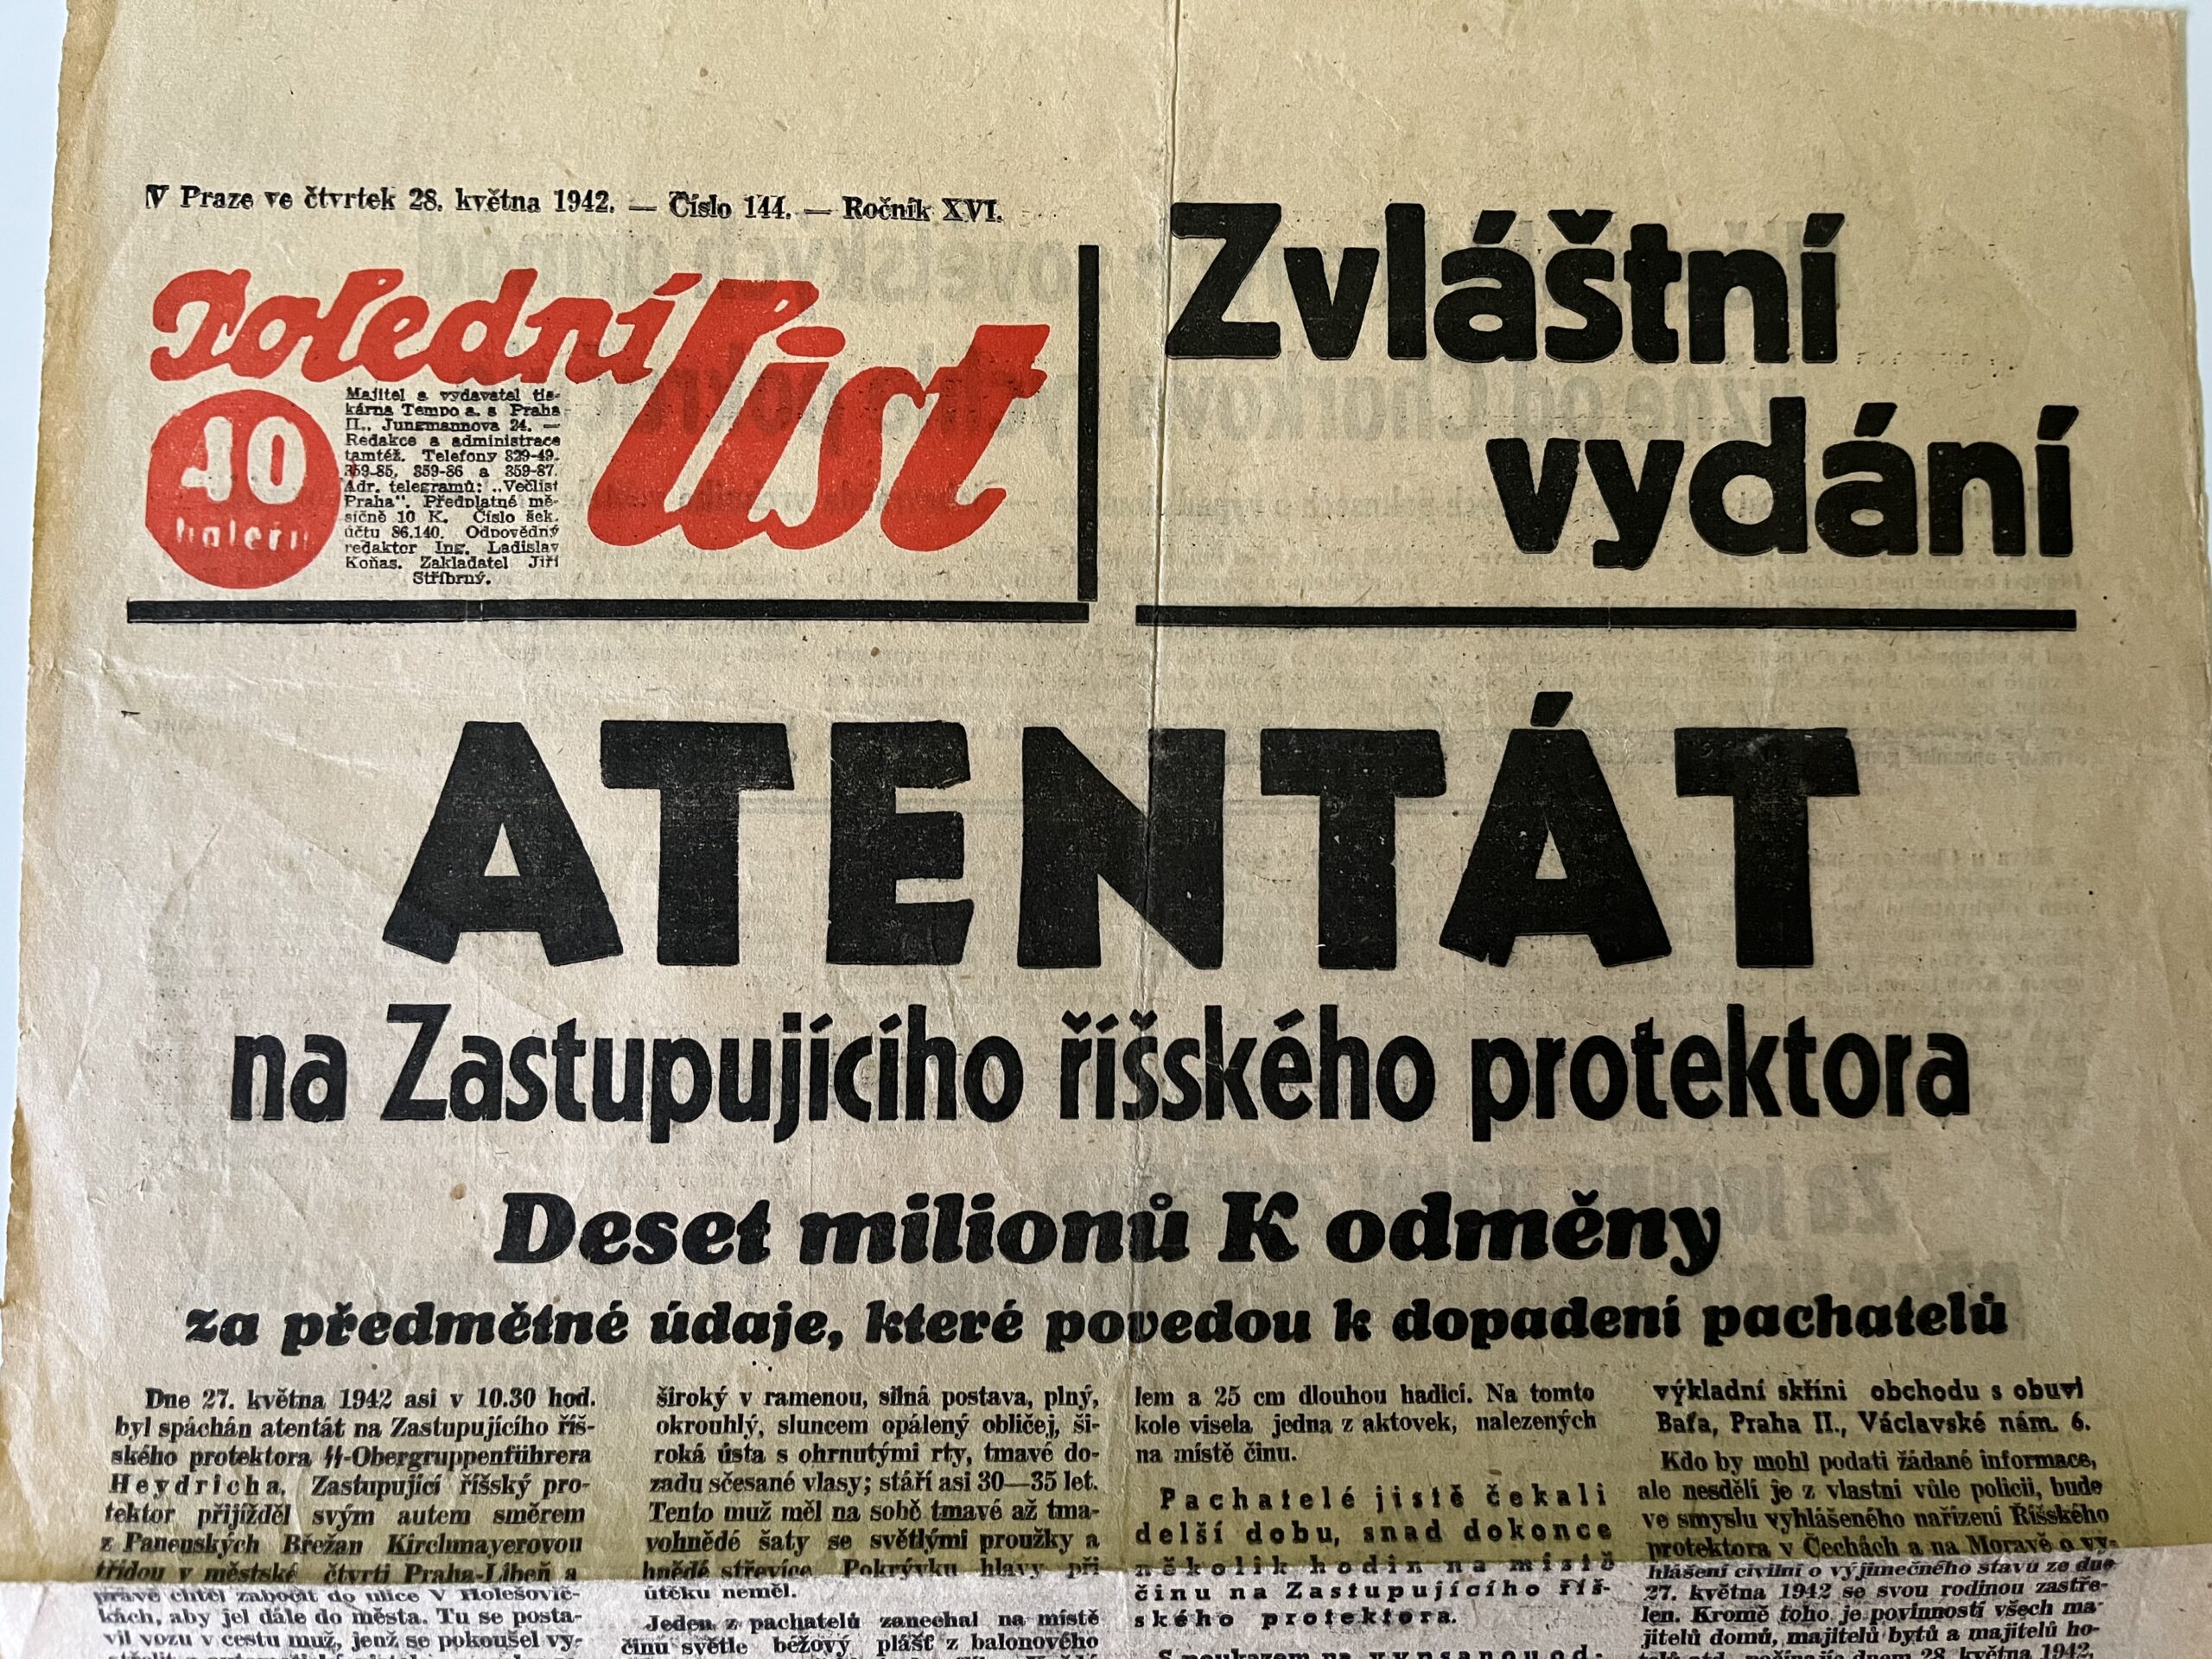 V Praze ve čtvrtek 28. května 1942. — Číslo 144. — Ročník XVI.
Polední list
40
haléřů
Majitel a vydavatel tis-
kárna Tempo a. s Praha
II., Jungmannova 24. —
Redakce a administrace
tamtéž. Telefony 329-49.
359-85, 359-86 a 359-87.
Adr. telegramů: „Večlist
Praha“. Předplatné mě-
síčně 10 K. Číslo šek.
účtu 86.140. Odpovědný
redaktor Ing. Ladislav
Koňas. Zakladatel Jiří
Stříbrný.
Zvláštní
vydání
ATENTÁT
na Zastupujícího říšského protektora
Deset milionů K odměny
za předmětné údaje, které povedou k dopadení pachatelů
Dne 27. května 1942 asi v 10.30 hod.
byl spáchán atentát na Zastupujícího říš-
ského protektora SS-Obergruppenführera
Heydricha. Zastupující říšský pro-
tektor přijížděl svým autem směrem
z Panenských Břežan Kirchmayerovou
třídou v městské čtvrti Praha-Libeň a
právě chtěl zabočit do ulice V Holešovič-
kách, aby jel dále do města. Tu se posta-
vil vozu v cestu muž, jenž se pokoušel vy-
široký v ramenou, silná postava, plný,
okrouhlý, sluncem opálený obličej, ši-
roká ústa s ohrnutými rty, tmavé do-
zadu sčesané vlasy; stáří asi 30—35 let.
Tento muž měl na sobě tmavé až tma-
vohnědé šaty se světlými proužky a
hnědé střevíce. Pokrývku hlavy při
útěku neměl.
Jeden z pachatelů zanechal na místě
činu světle béžový plášť z balonového
lem a 25 cm dlouhou hadicí. Na tomto
kole visela jedna z aktovek, nalezených
na místě činu.
Pachatelé jistě čekali
delší dobu, snad dokonce
několik hodin na místě
činu na Zastupujícího říš-
ského protektora.
S poukazem na vypsanou od-
výkladní skříni obchodu s obuví
Baťa, Praha II., Václavské nám. 6.
Kdo by mohl podati žádané informace,
ale nesdělí je z vlastní vůle policii, bude
ve smyslu vyhlášeného nařízení Říšského
protektora v Čechách a na Moravě o vy-
hlášení civilní o výjimečného stavu ze dne
27. května 1942 se svou rodinou zastře-
len. Kromě toho je povinností všech ma-
jitelů domů, majitelů bytů a majitelů ho-
telů atd., počínajíc dnem 28. května 1942,